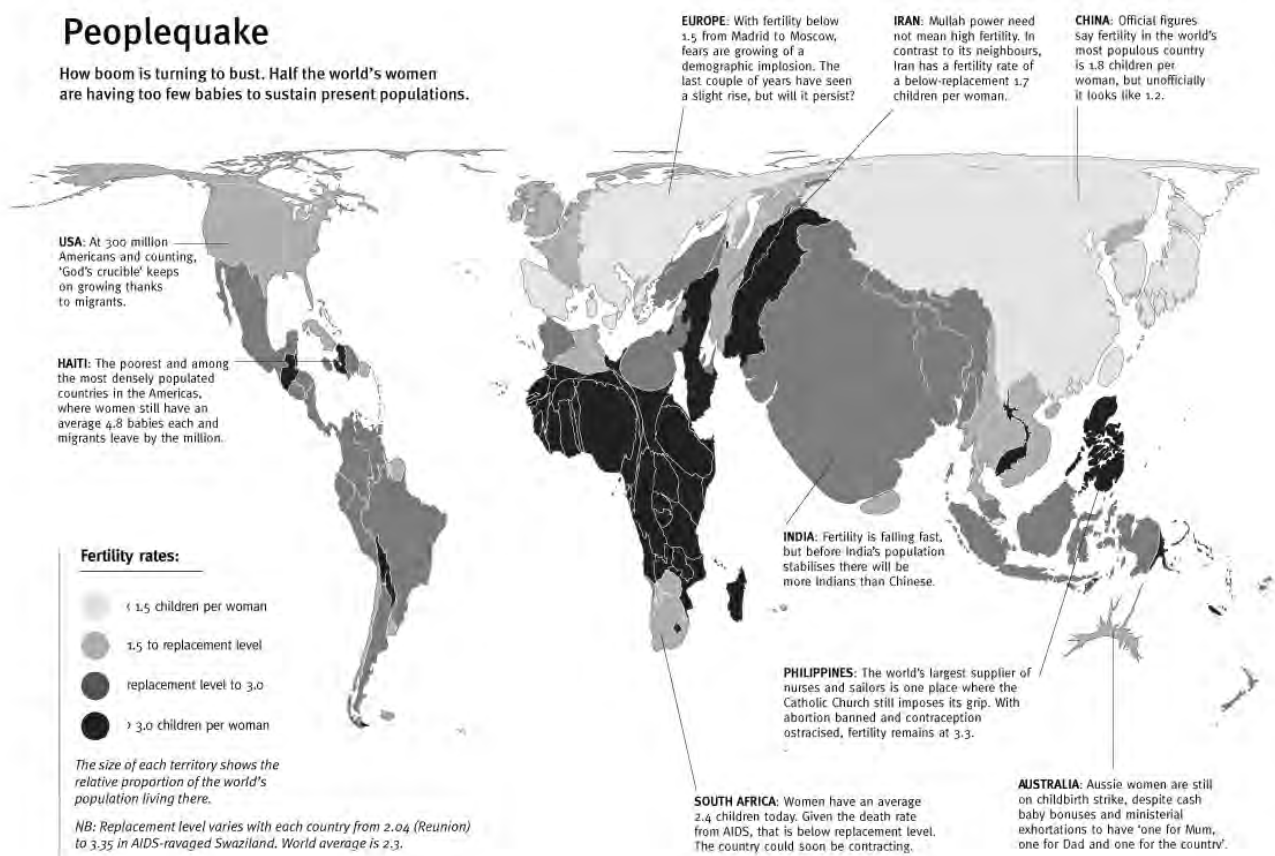 Peoplequake
How boom is turning to bust. Half the world's women
are having too few babies to sustain present populations.
EUROPE: With fertility below
1.5 from Madrid to Moscow,
fears are growing of a
demographic implosion. The
last couple of years have seen
a slight rise, but will it persist?
IRAN: Mullah power need
not mean high fertility. In
contrast to its neighbours,
Iran has a fertility rate of
a below-replacement 1.7
children per woman.
CHINA: Official figures
say fertility in the world's
most populous country
is 1.8 children per
woman, but unofficially
it looks like 1.2.
USA: At 300 million
Americans and counting,
'God's crucible' keeps
on growing thanks
to migrants.
HAITI: The poorest and among
the most densely populated
countries in the Americas,
where women still have an
average 4.8 babies each and
migrants leave by the million.
INDIA: Fertility is falling fast,
but before India's population
stabilises there will be
more Indians than Chinese.
Fertility rates:
< 1.5 children per woman
1.5 to replacement level
replacement level to 3.0
> 3.0 children per woman
The size of each territory shows the
relative proportion of the world's
population living there.
NB: Replacement level varies with each country from 2.04 (Reunion)
to 3.35 in AIDS-ravaged Swaziland. World average is 2.3.
PHILIPPINES: The world's largest supplier of
nurses and sailors is one place where the
Catholic Church still imposes its grip. With
abortion banned and contraception
ostracised, fertility remains at 3.3.
SOUTH AFRICA: Women have an average
2.4 children today. Given the death rate
from AIDS, that is below replacement level.
The country could soon be contracting.
AUSTRALIA: Aussie women are still
on childbirth strike, despite cash
baby bonuses and ministerial
exhortations to have 'one for Mum,
one for Dad and one for the country'.